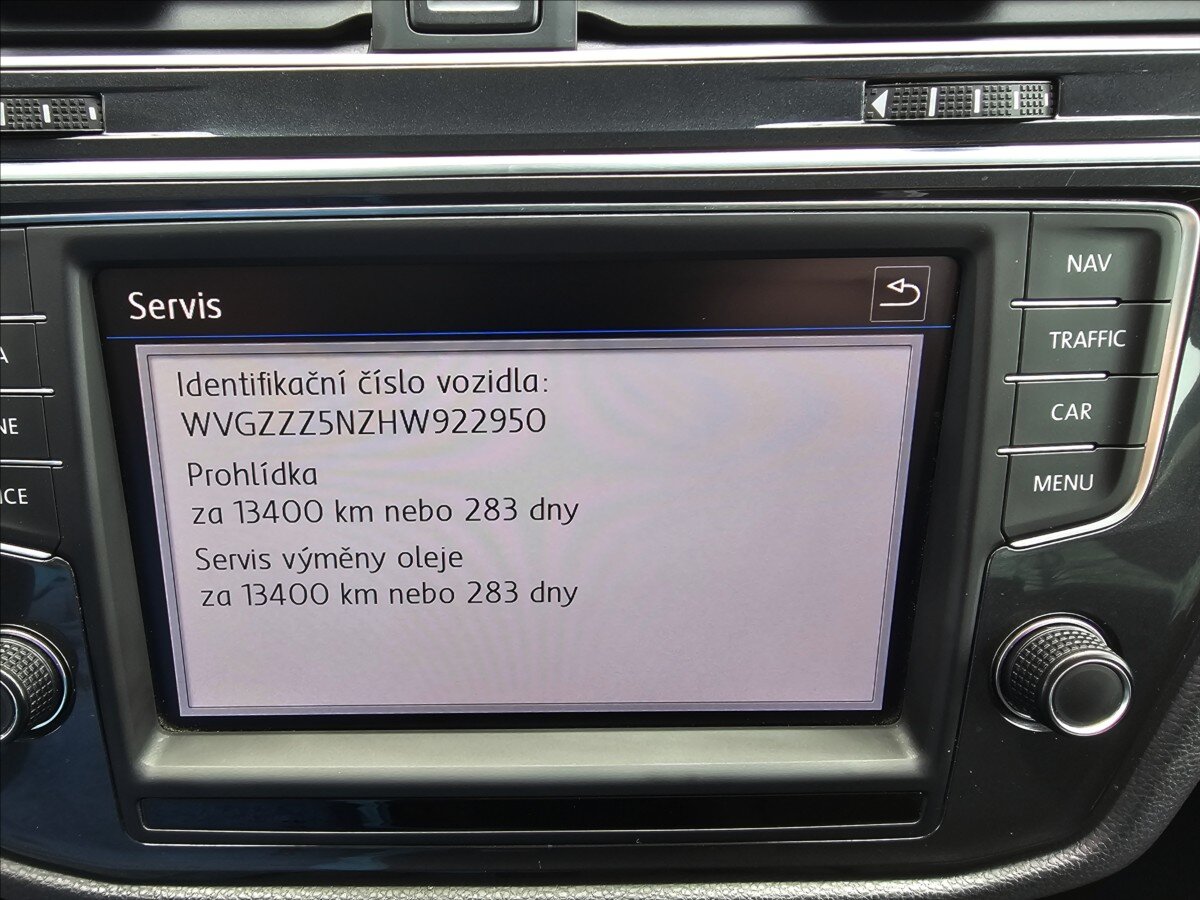 Servis
Identifikační číslo vozidla:
WVGZZZ5NZHW922950
Prohlídka
za 13400 km nebo 283 dny
Servis výměny oleje
za 13400 km nebo 283 dny
NAV
TRAFFIC
CAR
MENU